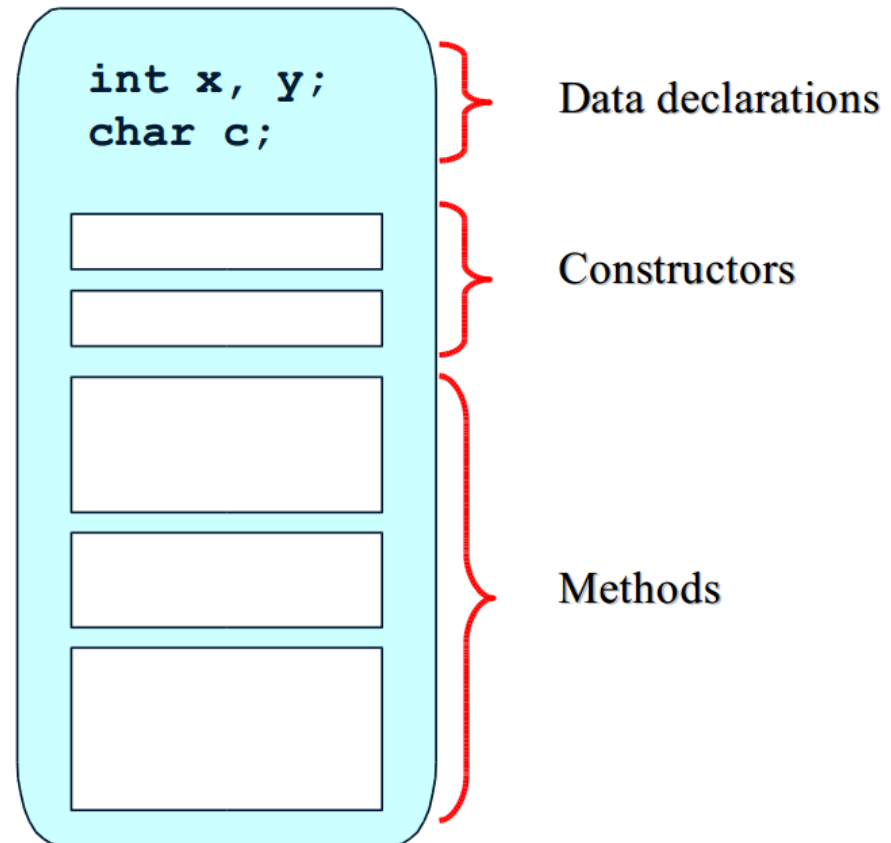 int x, y;
char c;
Data declarations
Constructors
Methods